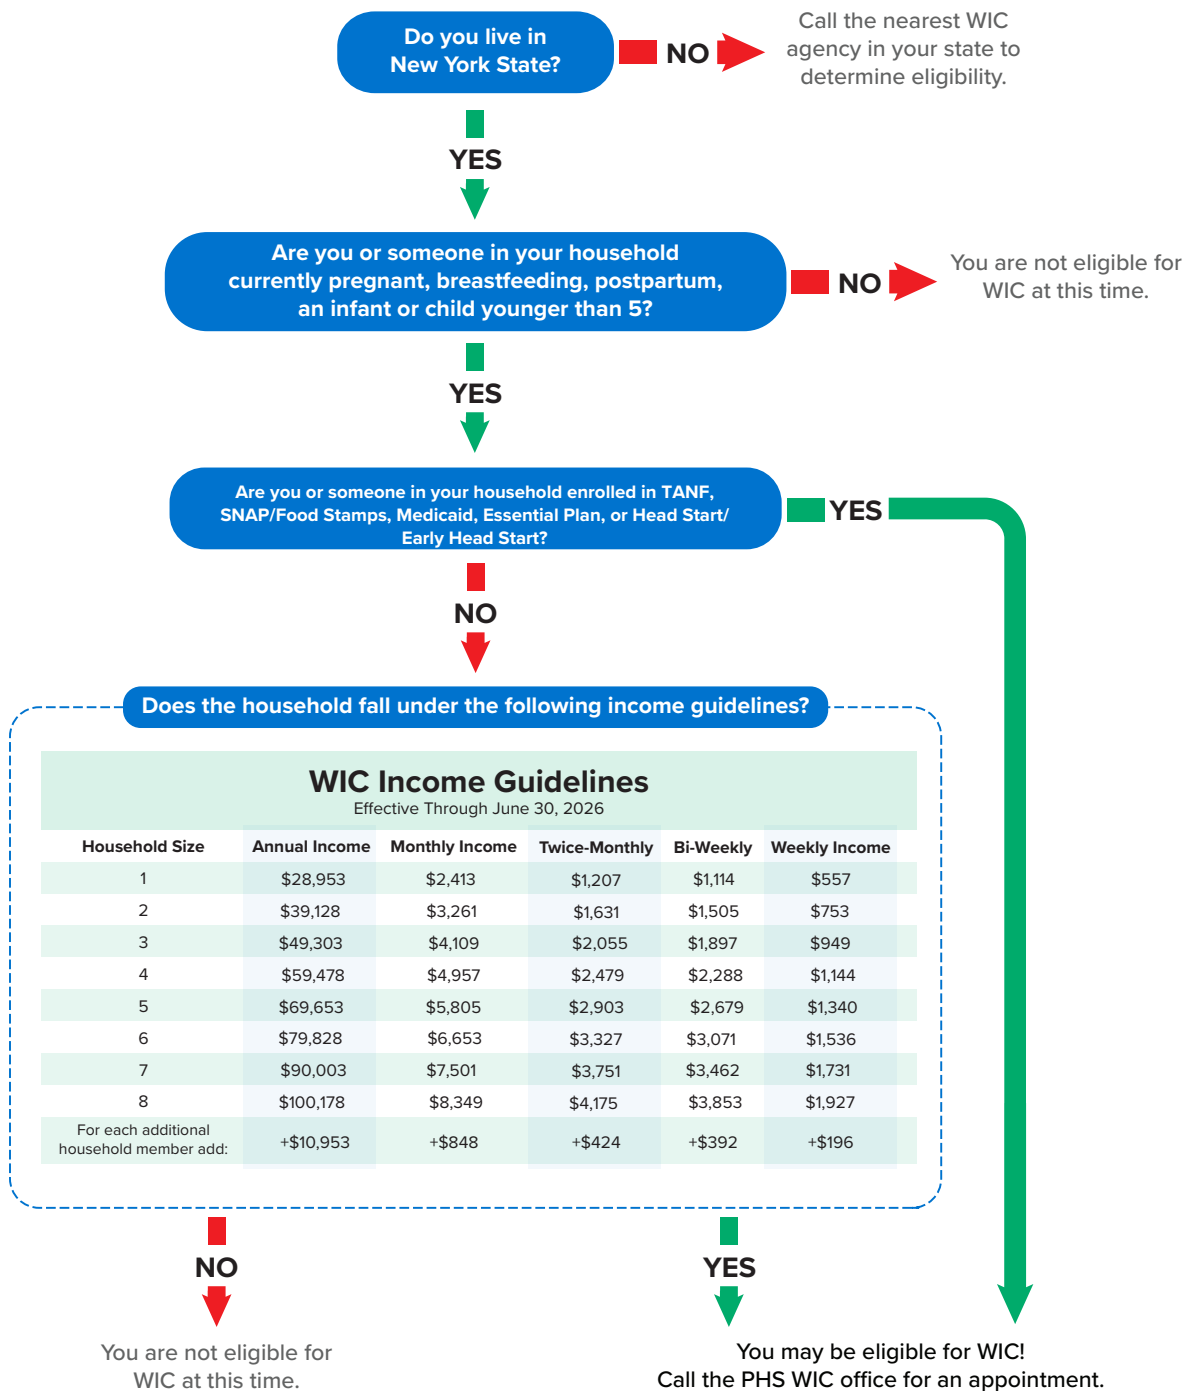 Do you live in
New York State?
NO
Call the nearest WIC
agency in your state to
determine eligibility.
YES
Are you or someone in your household
currently pregnant, breastfeeding, postpartum,
an infant or child younger than 5?
NO
You are not eligible for
WIC at this time.
YES
Are you or someone in your household enrolled in TANF,
SNAP/Food Stamps, Medicaid, Essential Plan, or Head Start/
Early Head Start?
YES
NO
Does the household fall under the following income guidelines?
WIC Income Guidelines
Effective Through June 30, 2026
Household Size Annual Income Monthly Income Twice-Monthly Bi-Weekly Weekly Income
1 $28,953 $2,413 $1,207 $1,114 $557
2 $39,128 $3,261 $1,631 $1,505 $753
3 $49,303 $4,109 $2,055 $1,897 $949
4 $59,478 $4,957 $2,479 $2,288 $1,144
5 $69,653 $5,805 $2,903 $2,679 $1,340
6 $79,828 $6,653 $3,327 $3,071 $1,536
7 $90,003 $7,501 $3,751 $3,462 $1,731
8 $100,178 $8,349 $4,175 $3,853 $1,927
For each additional
household member add: +$10,953 +$848 +$424 +$392 +$196
NO
You are not eligible for
WIC at this time.
YES
You may be eligible for WIC!
Call the PHS WIC office for an appointment.